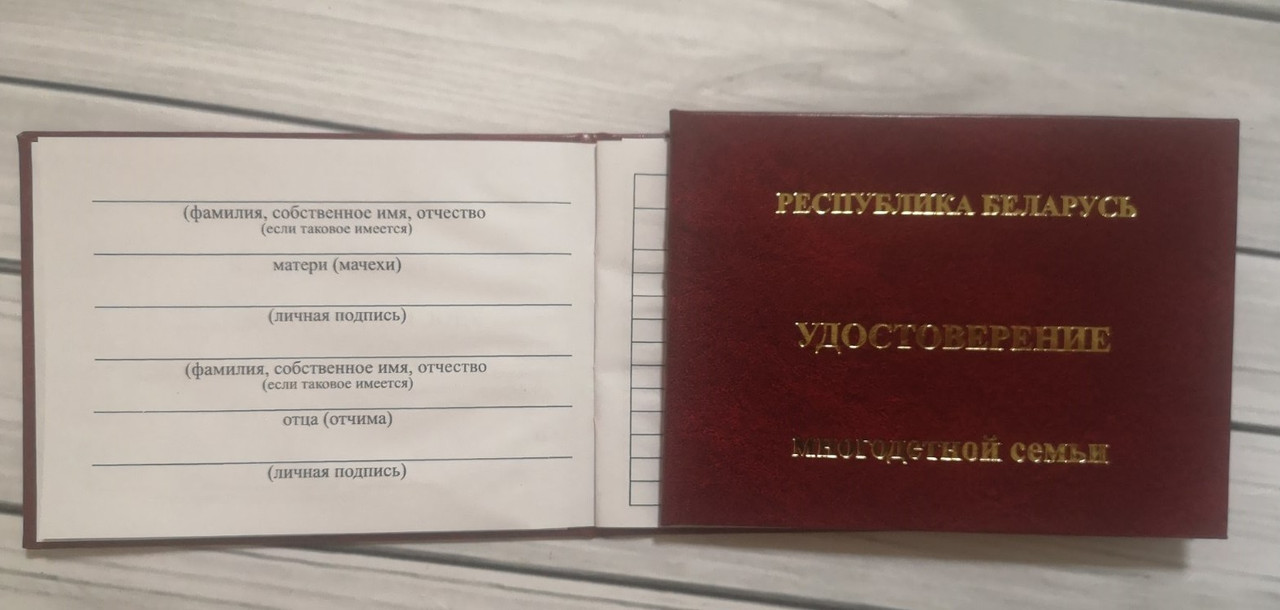 (фамилия, собственное имя, отчество
(если таковое имеется)
матери (мачехи)
(личная подпись)
(фамилия, собственное имя, отчество
(если таковое имеется)
отца (отчима)
(личная подпись)
РЕСПУБЛИКА БЕЛАРУСЬ
УДОСТОВЕРЕНИЕ
многодетной семьи